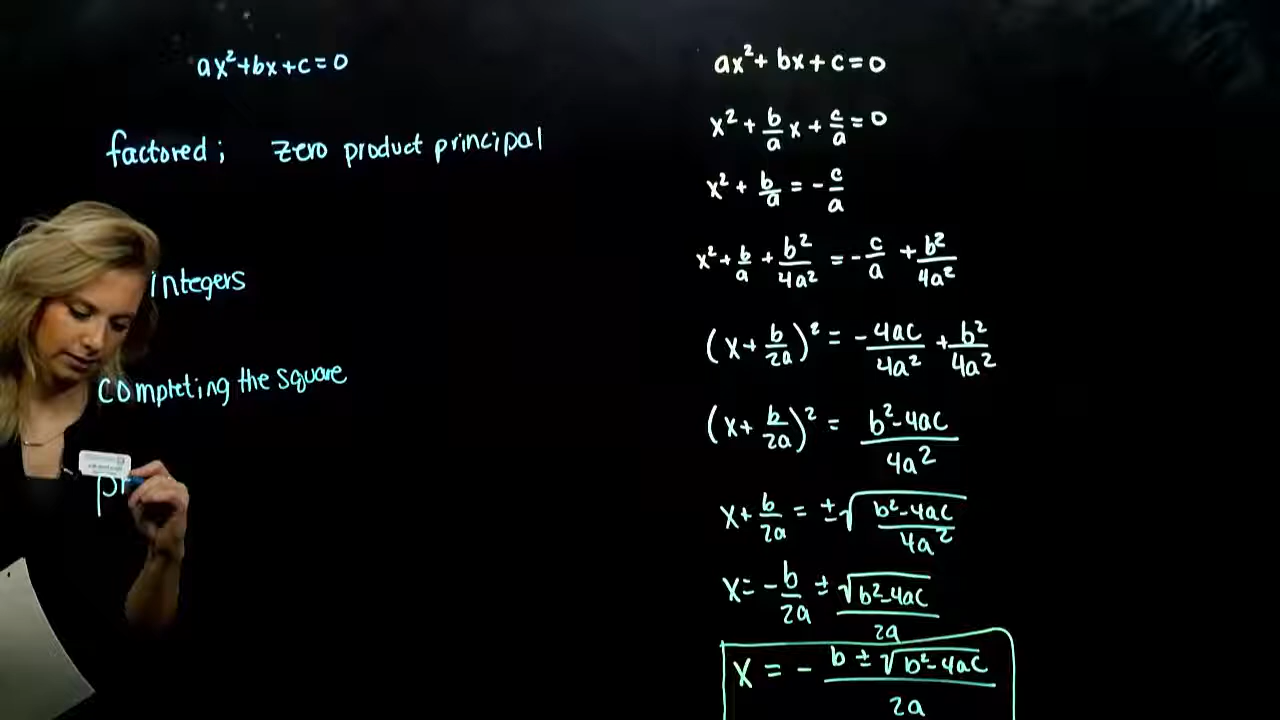 ax²+bx+c=0
factored; zero product principal
integers
completing the square
pr
ax²+bx+c=0
x²+b/a x+c/a=0
x²+b/a=-c/a
x²+b/a+b²/4a²=-c/a+b²/4a²
(x+b/2a)²=-4ac/4a²+b²/4a²
(x+b/2a)²=b²-4ac/4a²
x+b/2a=±√b²-4ac/4a²
x=-b/2a±√b²-4ac/2a
x=-b±√b²-4ac/2a